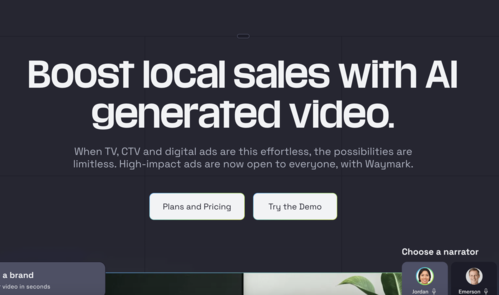 Boost local sales with AI
generated video.
When TV, CTV and digital ads are this effortless, the possibilities are
limitless. High-impact ads are now open to everyone, with Waymark.
Plans and Pricing
Try the Demo
Choose a narrator
a brand
video in seconds
Jordan
Emerson